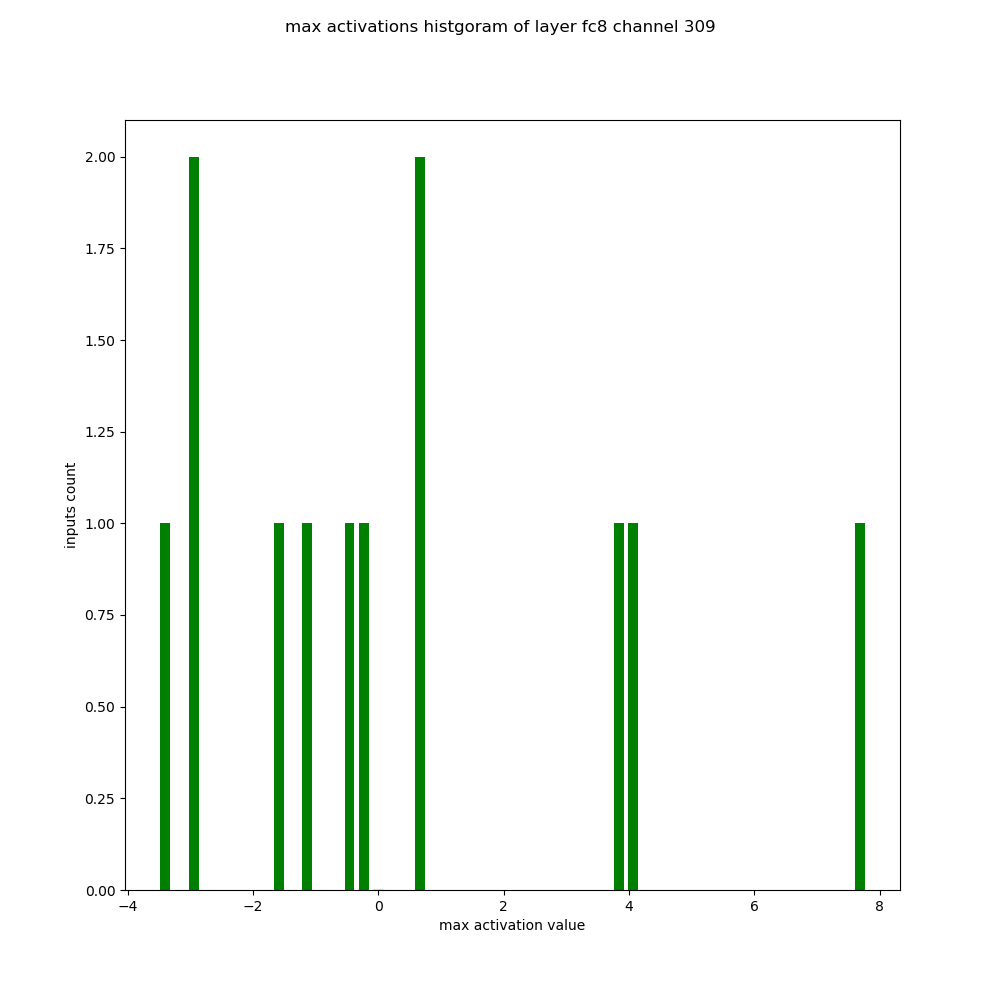 max activations histgoram of layer fc8 channel 309
2.00
1.75
1.50
1.25
1.00
0.75
0.50
0.25
0.00
inputs count
−4 −2 0 2 4 6 8
max activation value